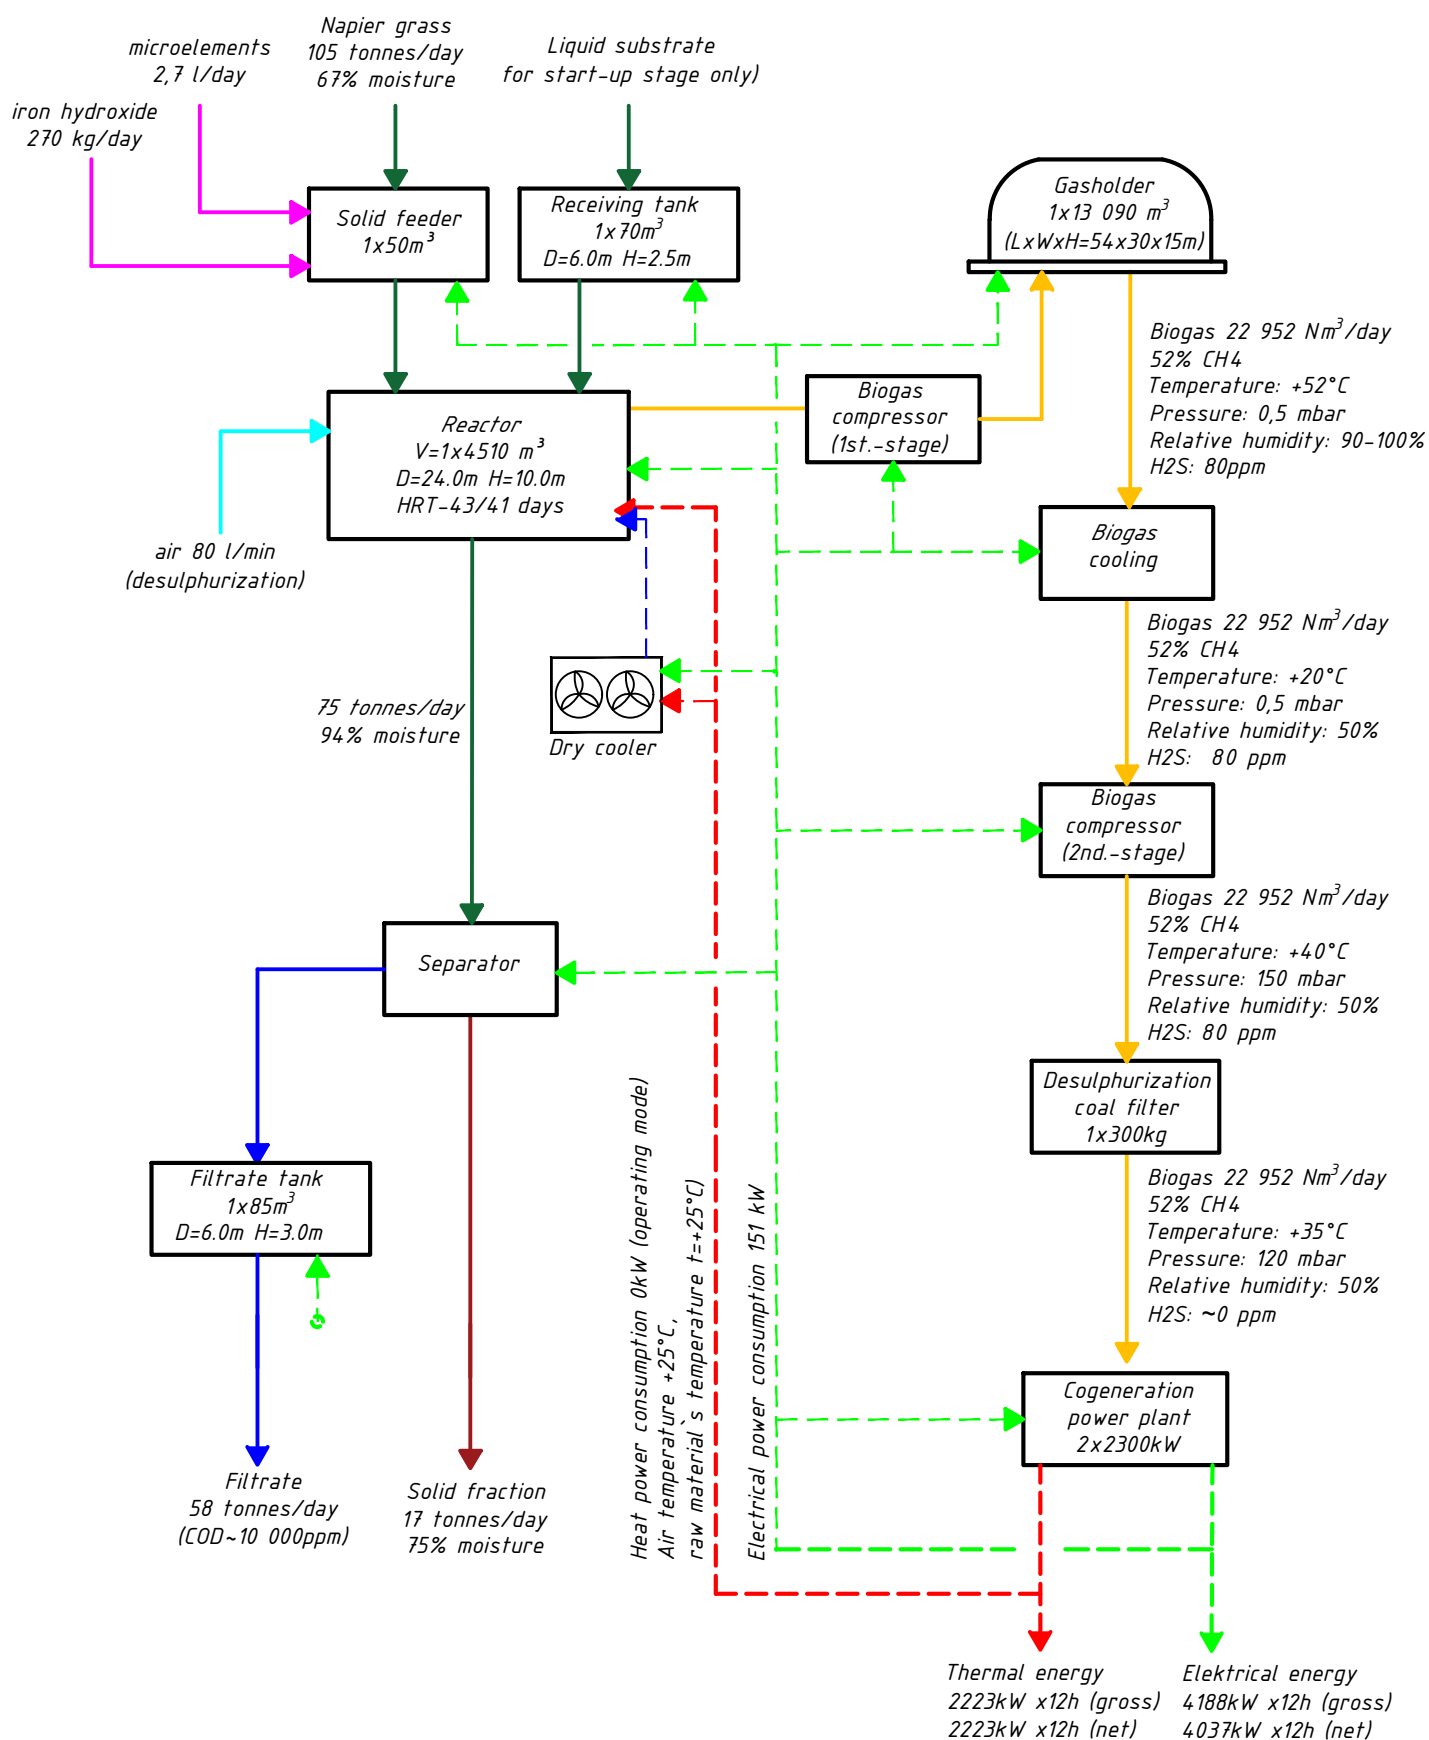 Napier grass
105 tonnes/day
67% moisture
microelements
2,7 l/day
iron hydroxide
270 kg/day
Liquid substrate
for start-up stage only)
Solid feeder
1x50m³
Receiving tank
1x70m³
D=6.0m H=2.5m
Gasholder
1x13 090 m³
(LxWxH=54x30x15m)
Biogas 22 952 Nm³/day
52% CH4
Temperature: +52°C
Pressure: 0,5 mbar
Relative humidity: 90-100%
H2S: 80ppm
Reactor
V=1x4510 m³
D=24.0m H=10.0m
HRT-43/41 days
Biogas
compressor
(1st.-stage)
air 80 l/min
(desulphurization)
Biogas
cooling
Biogas 22 952 Nm³/day
52% CH4
Temperature: +20°C
Pressure: 0,5 mbar
Relative humidity: 50%
H2S:  80 ppm
75 tonnes/day
94% moisture
Dry cooler
Biogas
compressor
(2nd.-stage)
Biogas 22 952 Nm³/day
52% CH4
Temperature: +40°C
Pressure: 150 mbar
Relative humidity: 50%
H2S: 80 ppm
Separator
Desulphurization
coal filter
1x300kg
Biogas 22 952 Nm³/day
52% CH4
Temperature: +35°C
Pressure: 120 mbar
Relative humidity: 50%
H2S: ~0 ppm
Filtrate tank
1x85m³
D=6.0m H=3.0m
Heat power consumption 0kW (operating mode)
Air temperature +25°C,
raw material`s temperature t=+25°C)
Electrical power consumption 151 kW
Cogeneration
power plant
2x2300kW
Filtrate
58 tonnes/day
(COD~10 000ppm)
Solid fraction
17 tonnes/day
75% moisture
Thermal energy
2223kW x12h (gross)
2223kW x12h (net)
Elektrical energy
4188kW x12h (gross)
4037kW x12h (net)